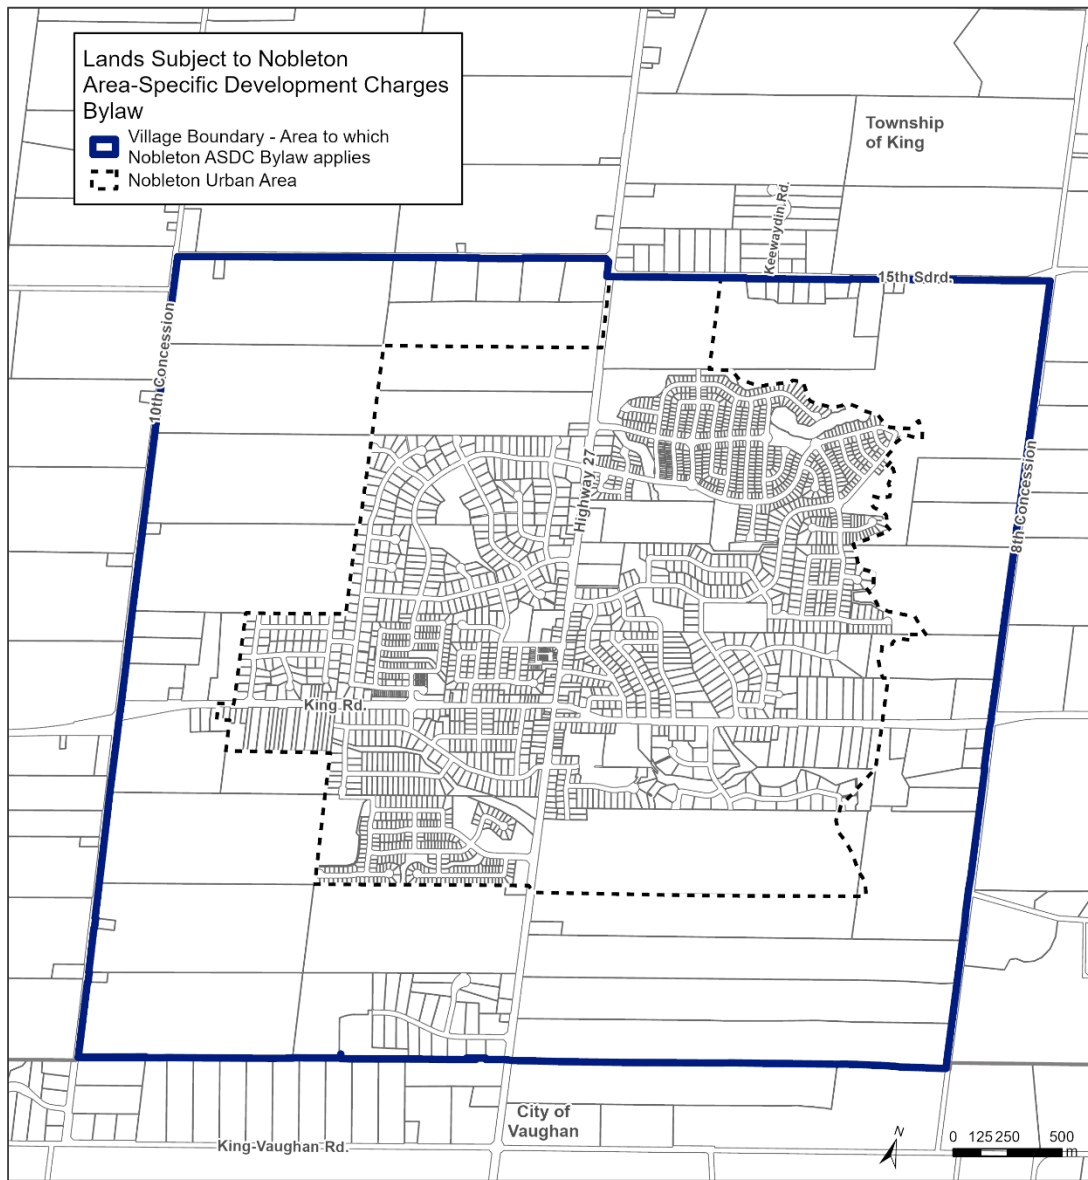 Lands Subject to Nobleton
Area-Specific Development Charges
Bylaw
Village Boundary - Area to which
Nobleton ASDC Bylaw applies
Nobleton Urban Area
Township
of King
Keewaydin Rd.
15th Sdrd.
10th Concession
Highway 27
8th Concession
King Rd.
City of
Vaughan
King-Vaughan Rd.
N
0 125 250 500
m